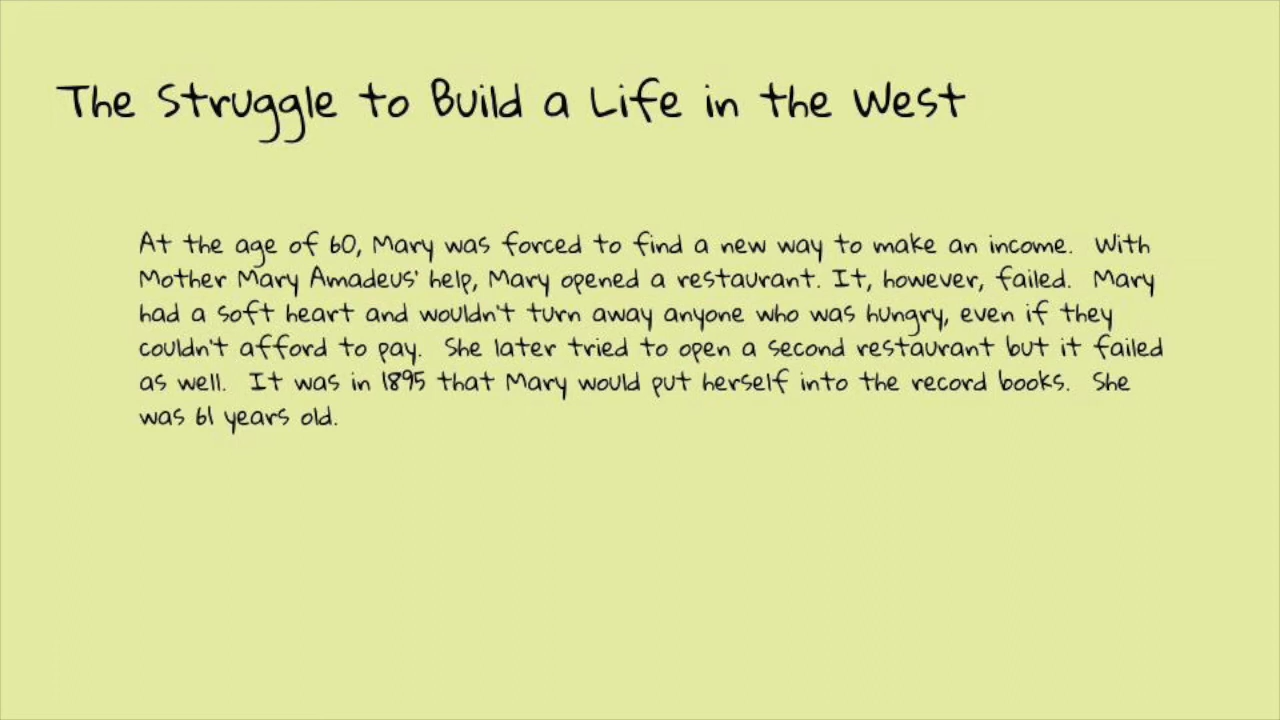 The Struggle to Build a Life in the West
At the age of 60, Mary was forced to find a new way to make an income. With
Mother Mary Amadeus' help, Mary opened a restaurant. It, however, failed. Mary
had a soft heart and wouldn't turn away anyone who was hungry, even if they
couldn't afford to pay. She later tried to open a second restaurant but it failed
as well. It was in 1895 that Mary would put herself into the record books. She
was 61 years old.